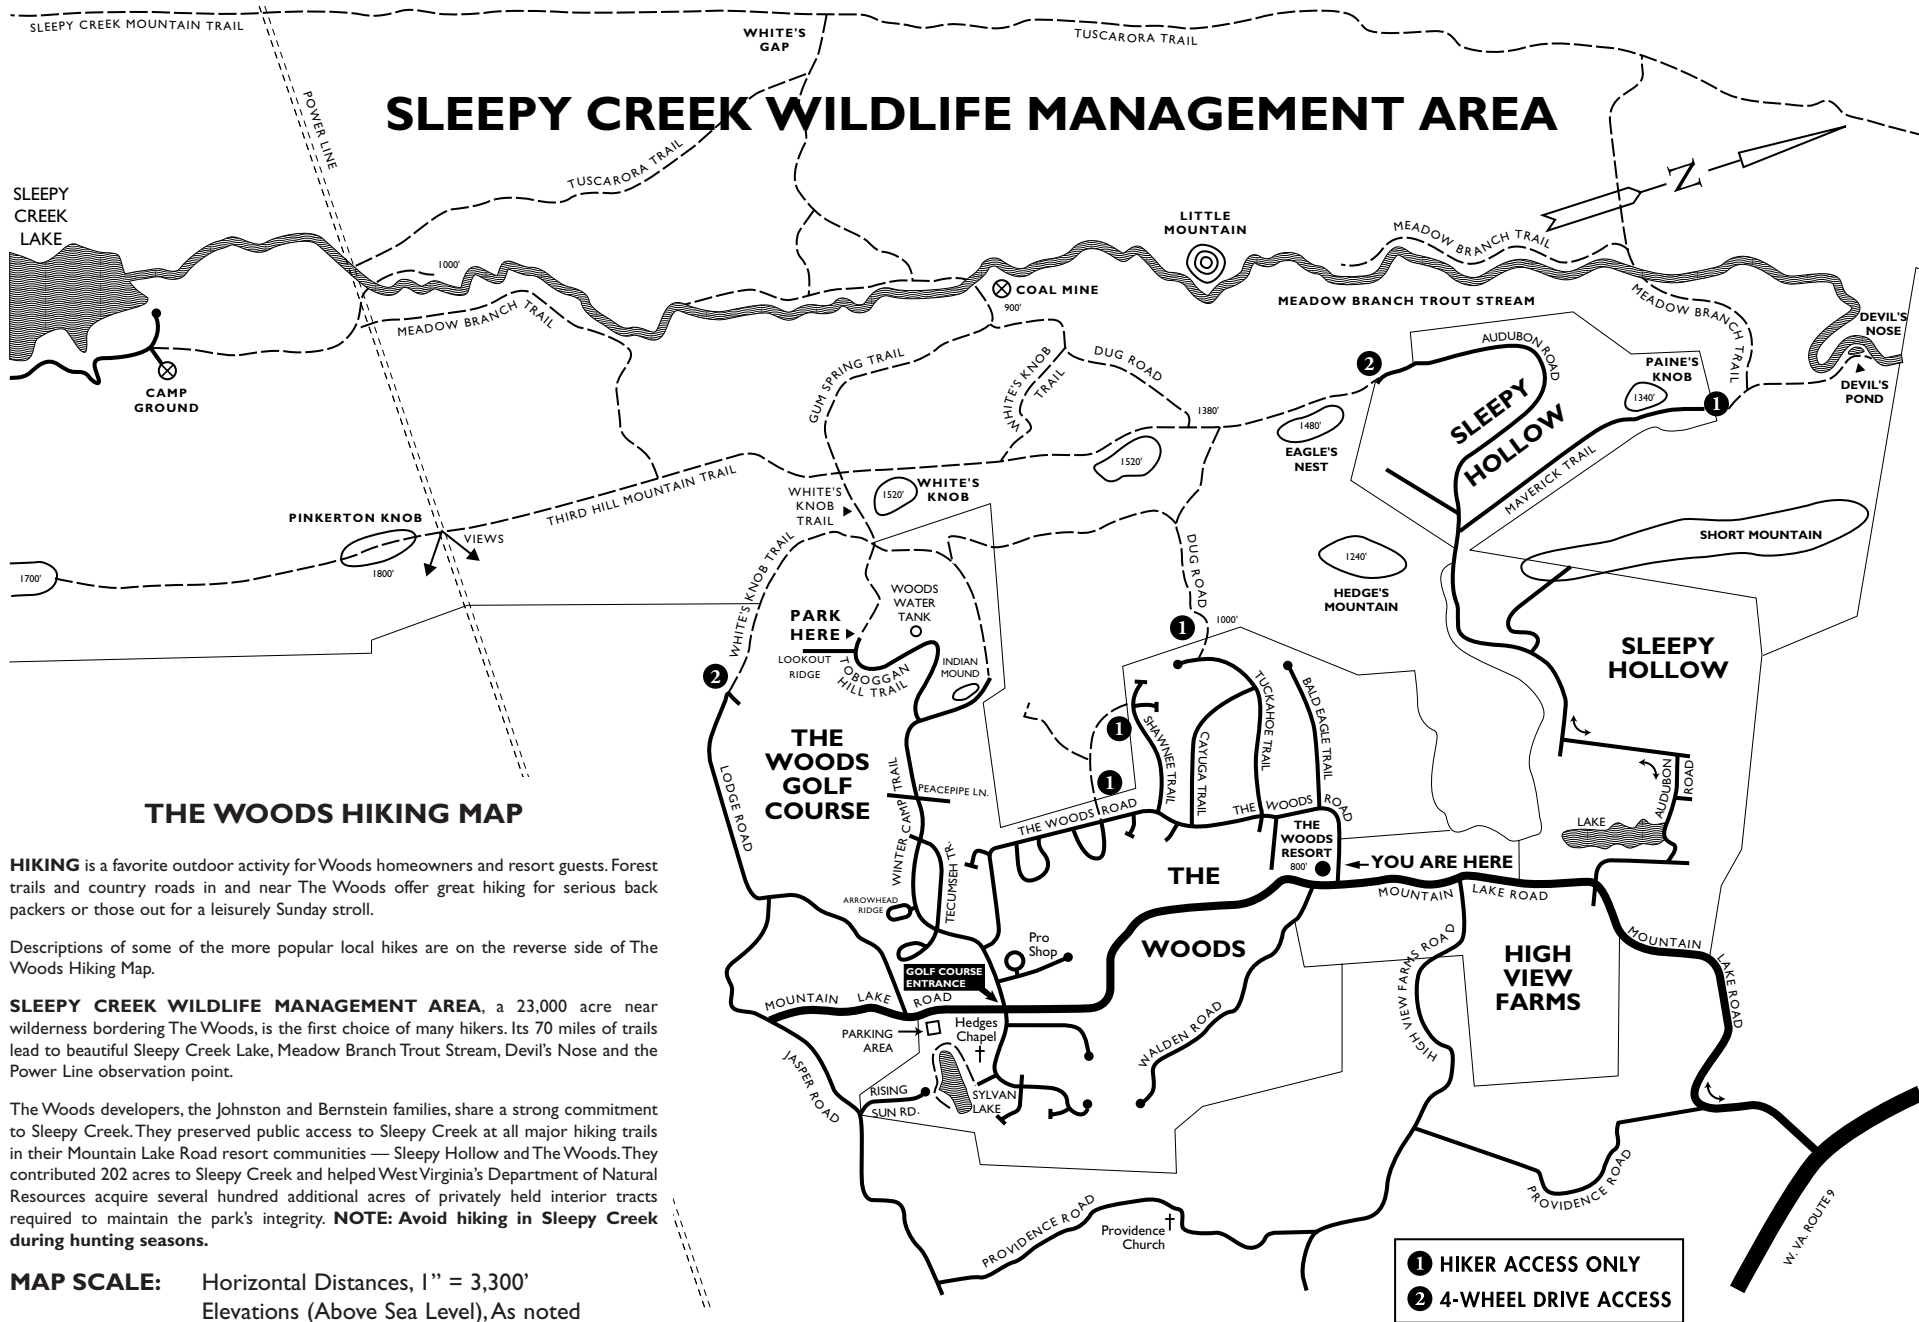 SLEEPY CREEK MOUNTAIN TRAIL
WHITE'S
GAP
TUSCARORA TRAIL
POWER LINE
SLEEPY CREEK WILDLIFE MANAGEMENT AREA
TUSCARORA TRAIL
N
SLEEPY
CREEK
LAKE
LITTLE
MOUNTAIN
MEADOW BRANCH TRAIL
1000'
COAL MINE
900'
MEADOW BRANCH TROUT STREAM
MEADOW BRANCH TRAIL
MEADOW BRANCH TRAIL
DEVIL'S
NOSE
DEVIL'S
POND
CAMP
GROUND
GUM SPRING TRAIL
WHITE'S KNOB
TRAIL
DUG ROAD
2
AUDUBON ROAD
PAINE'S
KNOB
1340'
1
SLEEPY
HOLLOW
MAVERICK TRAIL
1380'
1480'
EAGLE'S
NEST
1520'
THIRD HILL MOUNTAIN TRAIL
WHITE'S
KNOB
TRAIL
1520'
WHITE'S
KNOB
PINKERTON KNOB
VIEWS
1800'
1700'
SHORT MOUNTAIN
1240'
HEDGE'S
MOUNTAIN
DUG ROAD
1000'
1
WHITE'S KNOB TRAIL
WOODS
WATER
TANK
PARK
HERE
LOOKOUT
RIDGE
TOBOGGAN
HILL TRAIL
INDIAN
MOUND
2
SLEEPY
HOLLOW
THE
WOODS
GOLF
COURSE
LODGE ROAD
WINTER CAMP TRAIL
PEACEPIPE LN.
TECUMSEH TR.
ARROWHEAD
RIDGE
1
1
SHAWNEE TRAIL
CAYUGA TRAIL
TUCKAHOE TRAIL
BALD EAGLE TRAIL
THE WOODS ROAD
THE WOODS ROAD
THE
WOODS
RESORT
800'
YOU ARE HERE
AUDUBON
ROAD
LAKE
THE
WOODS
MOUNTAIN LAKE ROAD
MOUNTAIN
LAKE ROAD
HIGH VIEW FARMS ROAD
HIGH
VIEW
FARMS
Pro
Shop
GOLF COURSE
ENTRANCE
MOUNTAIN LAKE ROAD
PARKING
AREA
Hedges
Chapel
WALDEN ROAD
JASPER ROAD
RISING
SUN RD.
SYLVAN
LAKE
PROVIDENCE ROAD
Providence
Church
PROVIDENCE ROAD
W. VA. ROUTE 9
THE WOODS HIKING MAP
HIKING is a favorite outdoor activity for Woods homeowners and resort guests. Forest
trails and country roads in and near The Woods offer great hiking for serious back
packers or those out for a leisurely Sunday stroll.
Descriptions of some of the more popular local hikes are on the reverse side of The
Woods Hiking Map.
SLEEPY CREEK WILDLIFE MANAGEMENT AREA, a 23,000 acre near
wilderness bordering The Woods, is the first choice of many hikers. Its 70 miles of trails
lead to beautiful Sleepy Creek Lake, Meadow Branch Trout Stream, Devil's Nose and the
Power Line observation point.
The Woods developers, the Johnston and Bernstein families, share a strong commitment
to Sleepy Creek. They preserved public access to Sleepy Creek at all major hiking trails
in their Mountain Lake Road resort communities — Sleepy Hollow and The Woods. They
contributed 202 acres to Sleepy Creek and helped West Virginia's Department of Natural
Resources acquire several hundred additional acres of privately held interior tracts
required to maintain the park's integrity. NOTE: Avoid hiking in Sleepy Creek
during hunting seasons.
MAP SCALE: Horizontal Distances, 1” = 3,300'
Elevations (Above Sea Level), As noted
1 HIKER ACCESS ONLY
2 4-WHEEL DRIVE ACCESS